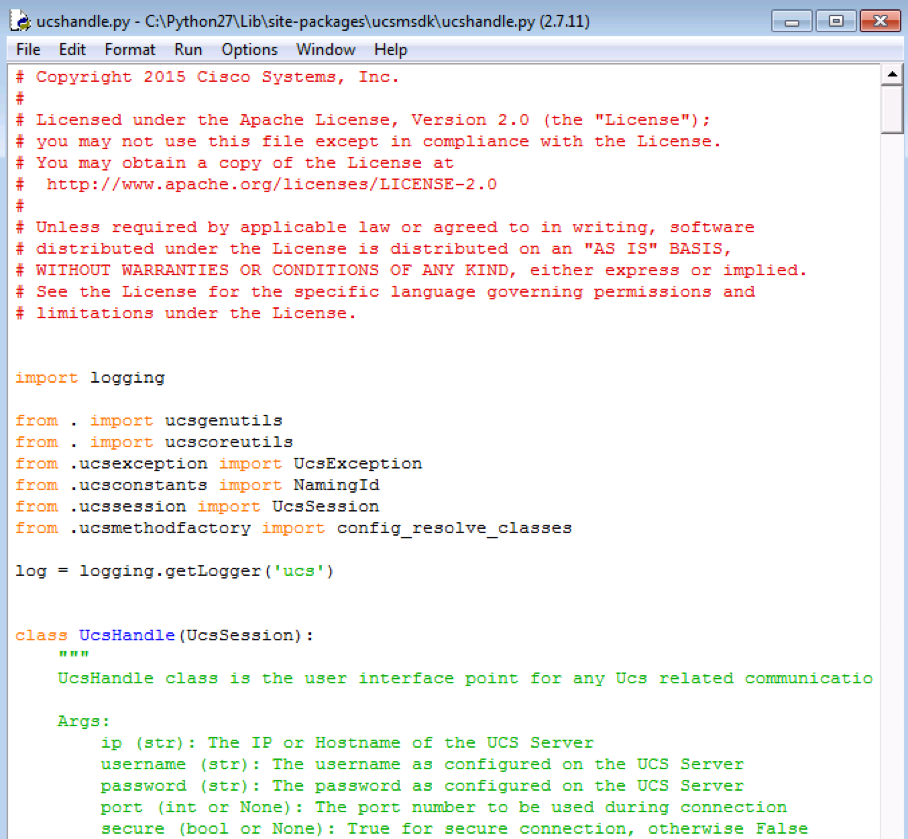 ucshandle.py - C:\Python27\Lib\site-packages\ucsmsdk\ucshandle.py (2.7.11)
File Edit Format Run Options Window Help
# Copyright 2015 Cisco Systems, Inc.
#
# Licensed under the Apache License, Version 2.0 (the "License");
# you may not use this file except in compliance with the License.
# You may obtain a copy of the License at
#  http://www.apache.org/licenses/LICENSE-2.0
#
# Unless required by applicable law or agreed to in writing, software
# distributed under the License is distributed on an "AS IS" BASIS,
# WITHOUT WARRANTIES OR CONDITIONS OF ANY KIND, either express or implied.
# See the License for the specific language governing permissions and
# limitations under the License.
import logging
from . import ucsgenutils
from . import ucscoreutils
from .ucsexception import UcsException
from .ucsconstants import NamingId
from .ucssession import UcsSession
from .ucsmethodfactory import config_resolve_classes
log = logging.getLogger('ucs')
class UcsHandle(UcsSession):
    """
    UcsHandle class is the user interface point for any Ucs related communicatio
    Args:
        ip (str): The IP or Hostname of the UCS Server
        username (str): The username as configured on the UCS Server
        password (str): The password as configured on the UCS Server
        port (int or None): The port number to be used during connection
        secure (bool or None): True for secure connection, otherwise False